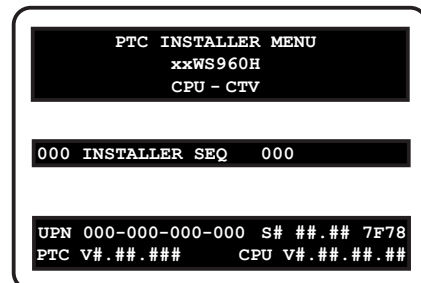 PTC INSTALLER MENU
xxWS960H
CPU – CTV
000 INSTALLER SEQ 000
UPN 000-000-000-000 S# ##.## 7F78
PTC V#.##.### CPU V#.##.##.##